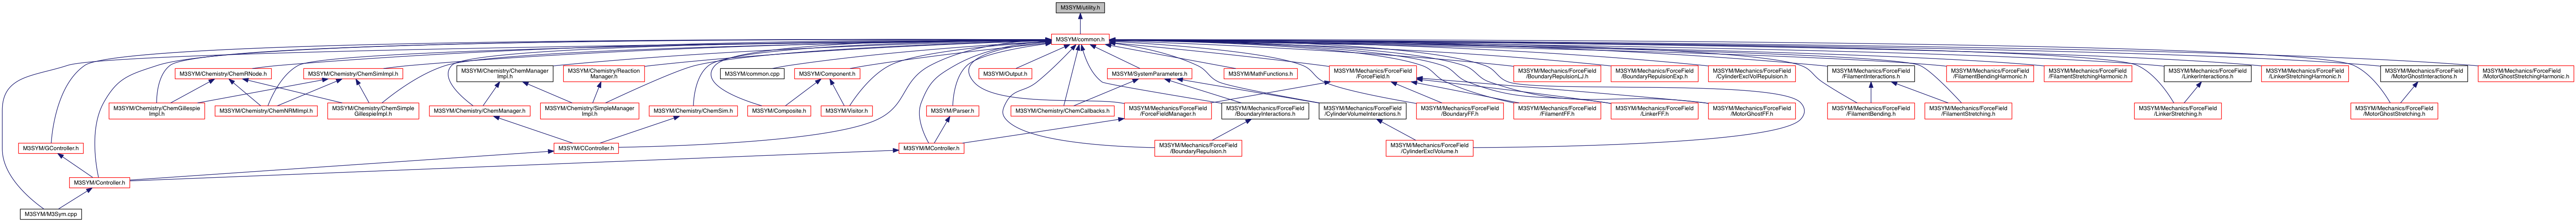 M3SYM/utility.h
M3SYM/common.h
M3SYM/Chemistry/ChemRNode.h
M3SYM/Chemistry/ChemSimImpl.h
M3SYM/Chemistry/ChemManager
Impl.h
M3SYM/Chemistry/Reaction
Manager.h
M3SYM/common.cpp
M3SYM/Component.h
M3SYM/Output.h
M3SYM/SystemParameters.h
M3SYM/MathFunctions.h
M3SYM/Mechanics/ForceField
/ForceField.h
M3SYM/Mechanics/ForceField
/BoundaryRepulsionLJ.h
M3SYM/Mechanics/ForceField
/BoundaryRepulsionExp.h
M3SYM/Mechanics/ForceField
/CylinderExclVolRepulsion.h
M3SYM/Mechanics/ForceField
/FilamentInteractions.h
M3SYM/Mechanics/ForceField
/FilamentBendingHarmonic.h
M3SYM/Mechanics/ForceField
/FilamentStretchingHarmonic.h
M3SYM/Mechanics/ForceField
/LinkerInteractions.h
M3SYM/Mechanics/ForceField
/LinkerStretchingHarmonic.h
M3SYM/Mechanics/ForceField
/MotorGhostInteractions.h
M3SYM/Mechanics/ForceField
/MotorGhostStretchingHarmonic.h
M3SYM/Chemistry/ChemGillespie
Impl.h
M3SYM/Chemistry/ChemNRMImpl.h
M3SYM/Chemistry/ChemSimple
GillespieImpl.h
M3SYM/Chemistry/ChemManager.h
M3SYM/Chemistry/SimpleManager
Impl.h
M3SYM/Chemistry/ChemSim.h
M3SYM/Composite.h
M3SYM/Visitor.h
M3SYM/Parser.h
M3SYM/Chemistry/ChemCallbacks.h
M3SYM/Mechanics/ForceField
/ForceFieldManager.h
M3SYM/Mechanics/ForceField
/BoundaryInteractions.h
M3SYM/Mechanics/ForceField
/CylinderVolumeInteractions.h
M3SYM/Mechanics/ForceField
/BoundaryFF.h
M3SYM/Mechanics/ForceField
/FilamentFF.h
M3SYM/Mechanics/ForceField
/LinkerFF.h
M3SYM/Mechanics/ForceField
/MotorGhostFF.h
M3SYM/Mechanics/ForceField
/FilamentBending.h
M3SYM/Mechanics/ForceField
/FilamentStretching.h
M3SYM/Mechanics/ForceField
/LinkerStretching.h
M3SYM/Mechanics/ForceField
/MotorGhostStretching.h
M3SYM/GController.h
M3SYM/CController.h
M3SYM/MController.h
M3SYM/Mechanics/ForceField
/BoundaryRepulsion.h
M3SYM/Mechanics/ForceField
/CylinderExclVolume.h
M3SYM/Controller.h
M3SYM/M3Sym.cpp